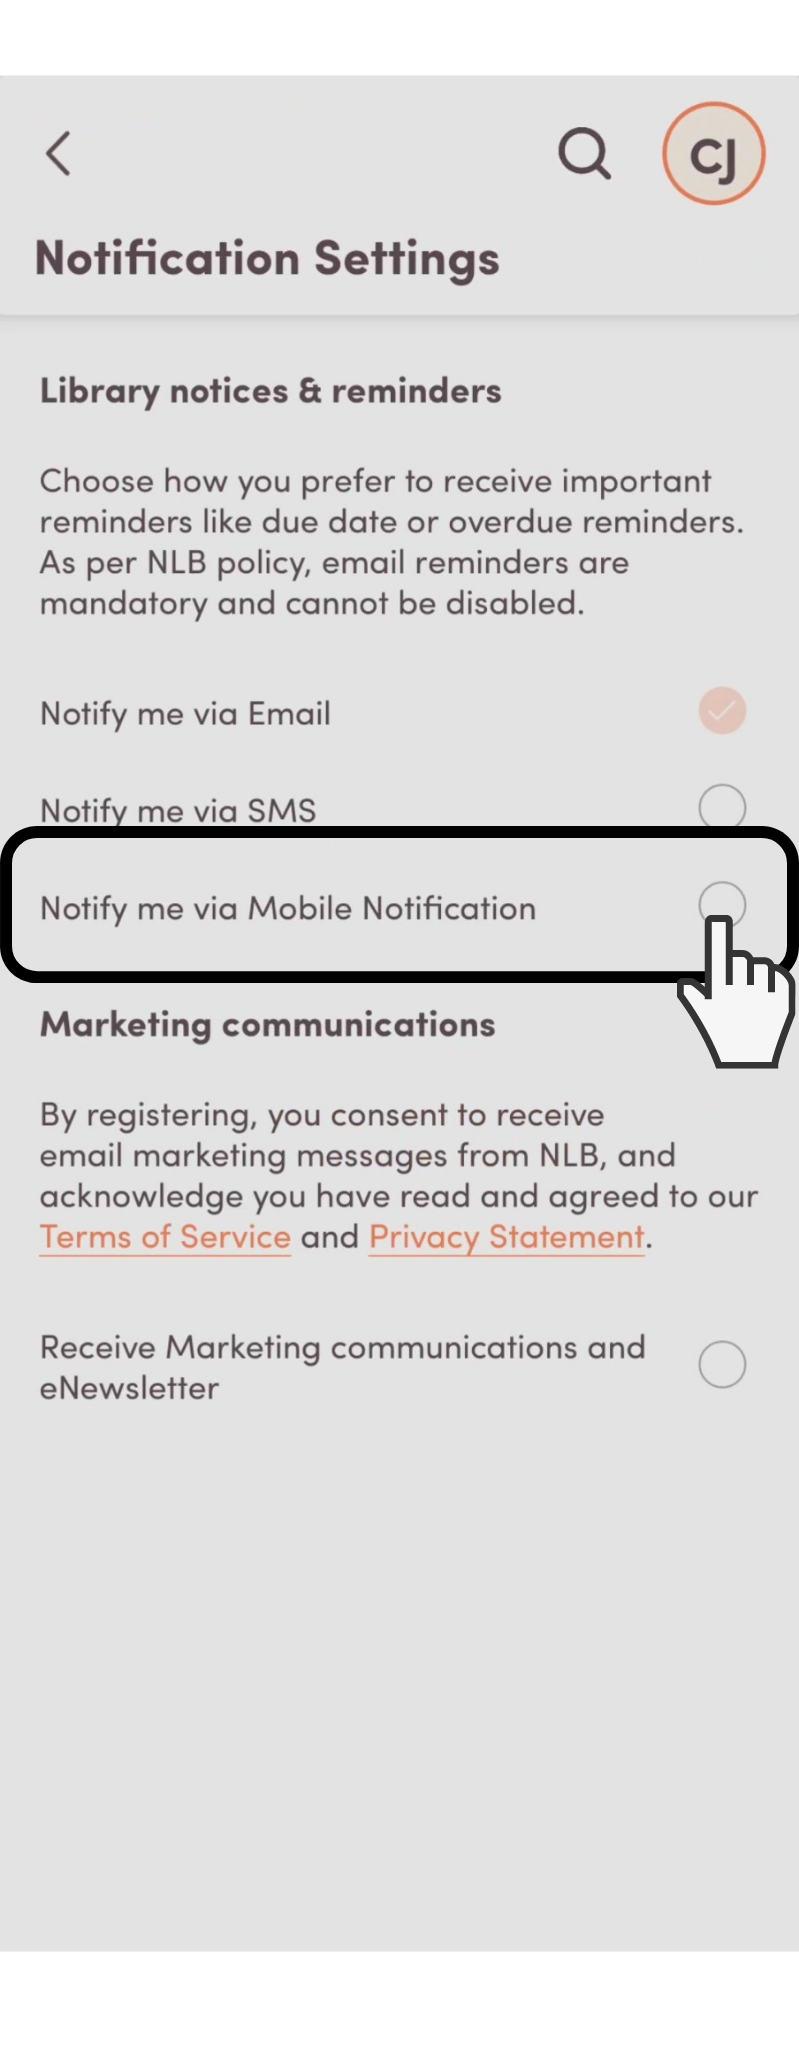 CJ
Notification Settings
Library notices & reminders
Choose how you prefer to receive important
reminders like due date or overdue reminders.
As per NLB policy, email reminders are
mandatory and cannot be disabled.
Notify me via Email
Notify me via SMS
Notify me via Mobile Notification
Marketing communications
By registering, you consent to receive
email marketing messages from NLB, and
acknowledge you have read and agreed to our
Terms of Service and Privacy Statement.
Receive Marketing communications and
eNewsletter